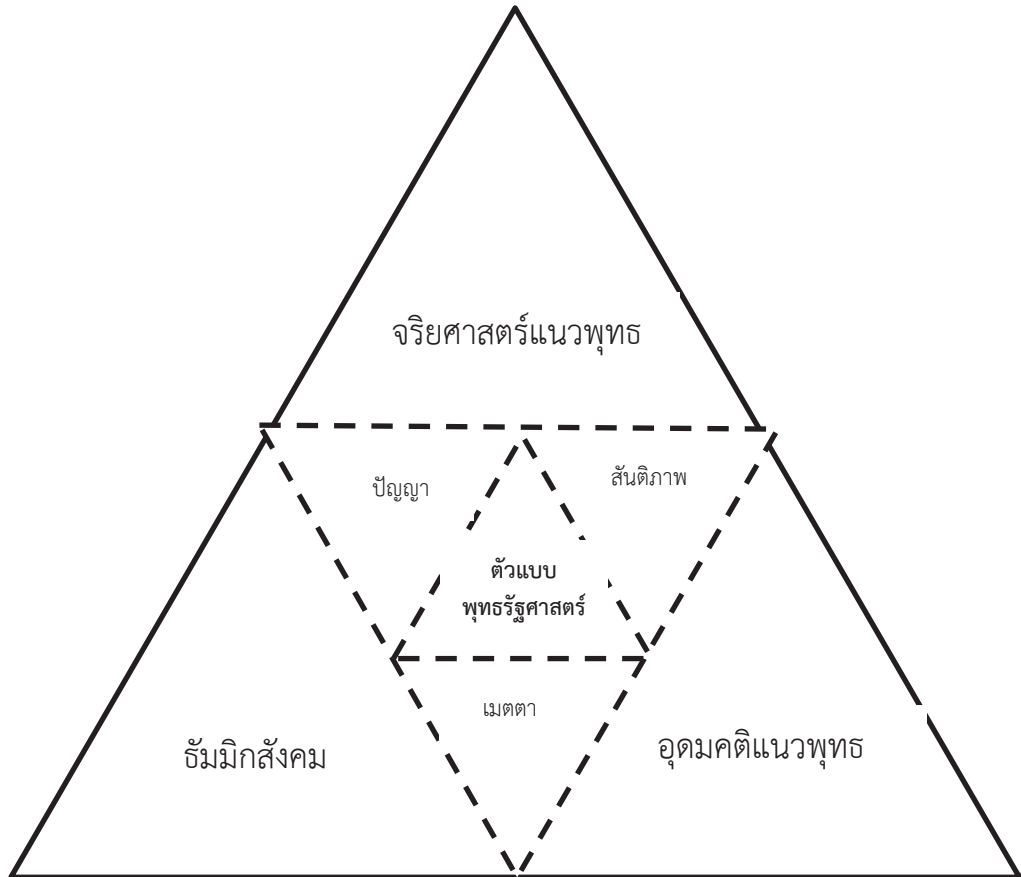 จริยศาสตร์แนวพุทธ
ปัญญา
สันติภาพ
ตัวแบบ
พุทธรัฐศาสตร์
เมตตา
ธัมมิกสังคม
อุดมคติแนวพุทธ